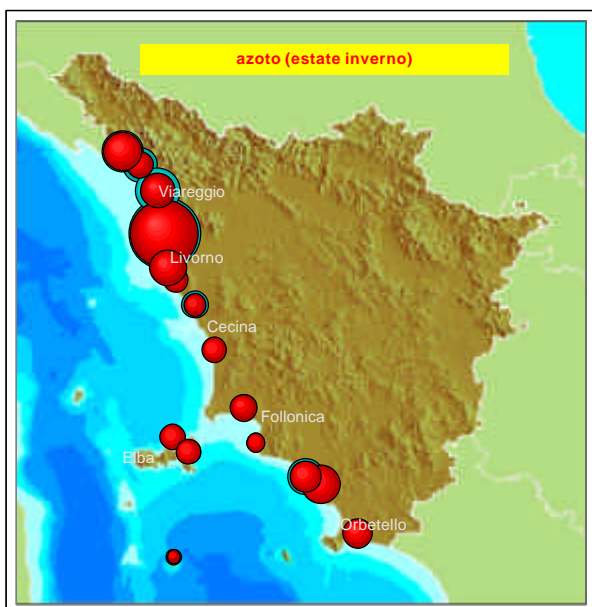 azoto (estate inverno)
Viareggio
Livorno
Cecina
Follonica
Elba
Orbetello